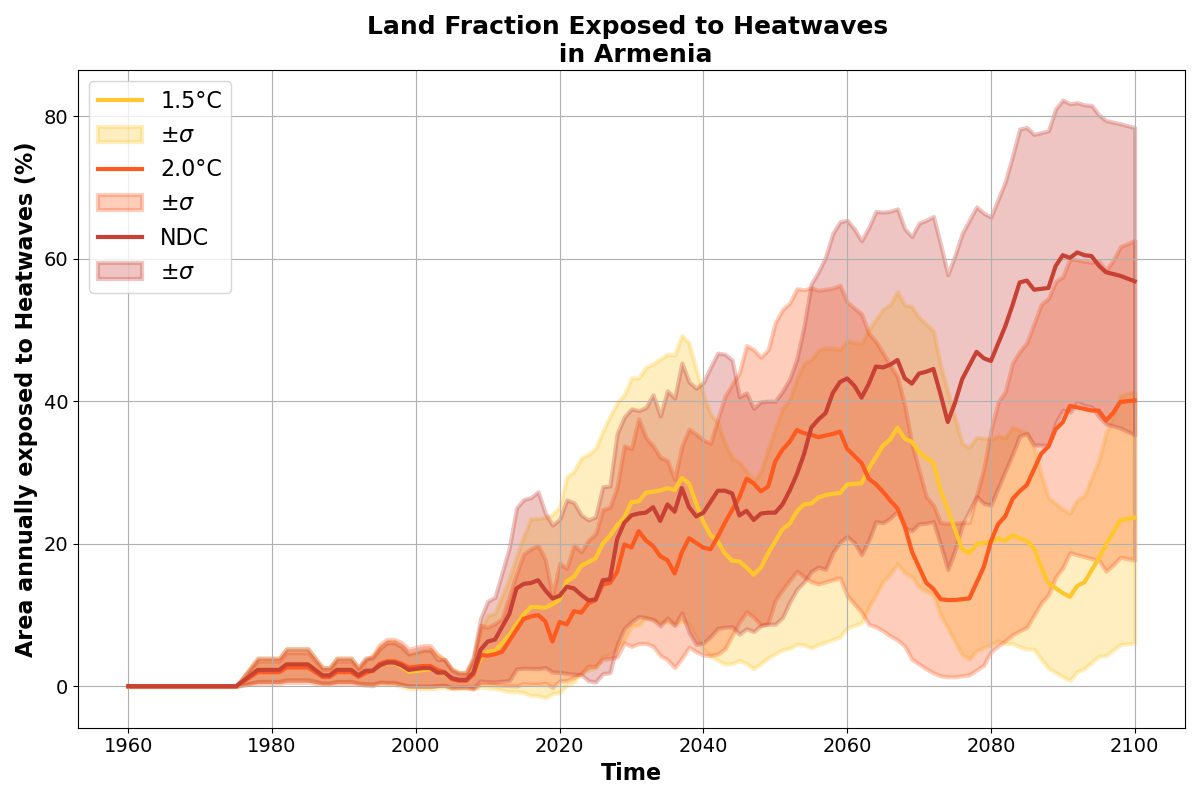 Land Fraction Exposed to Heatwaves
in Armenia
Area annually exposed to Heatwaves (%)
80
60
40
20
0
1.5°C
±σ
2.0°C
±σ
NDC
±σ
1960
1980
2000
2020
2040
2060
2080
2100
Time